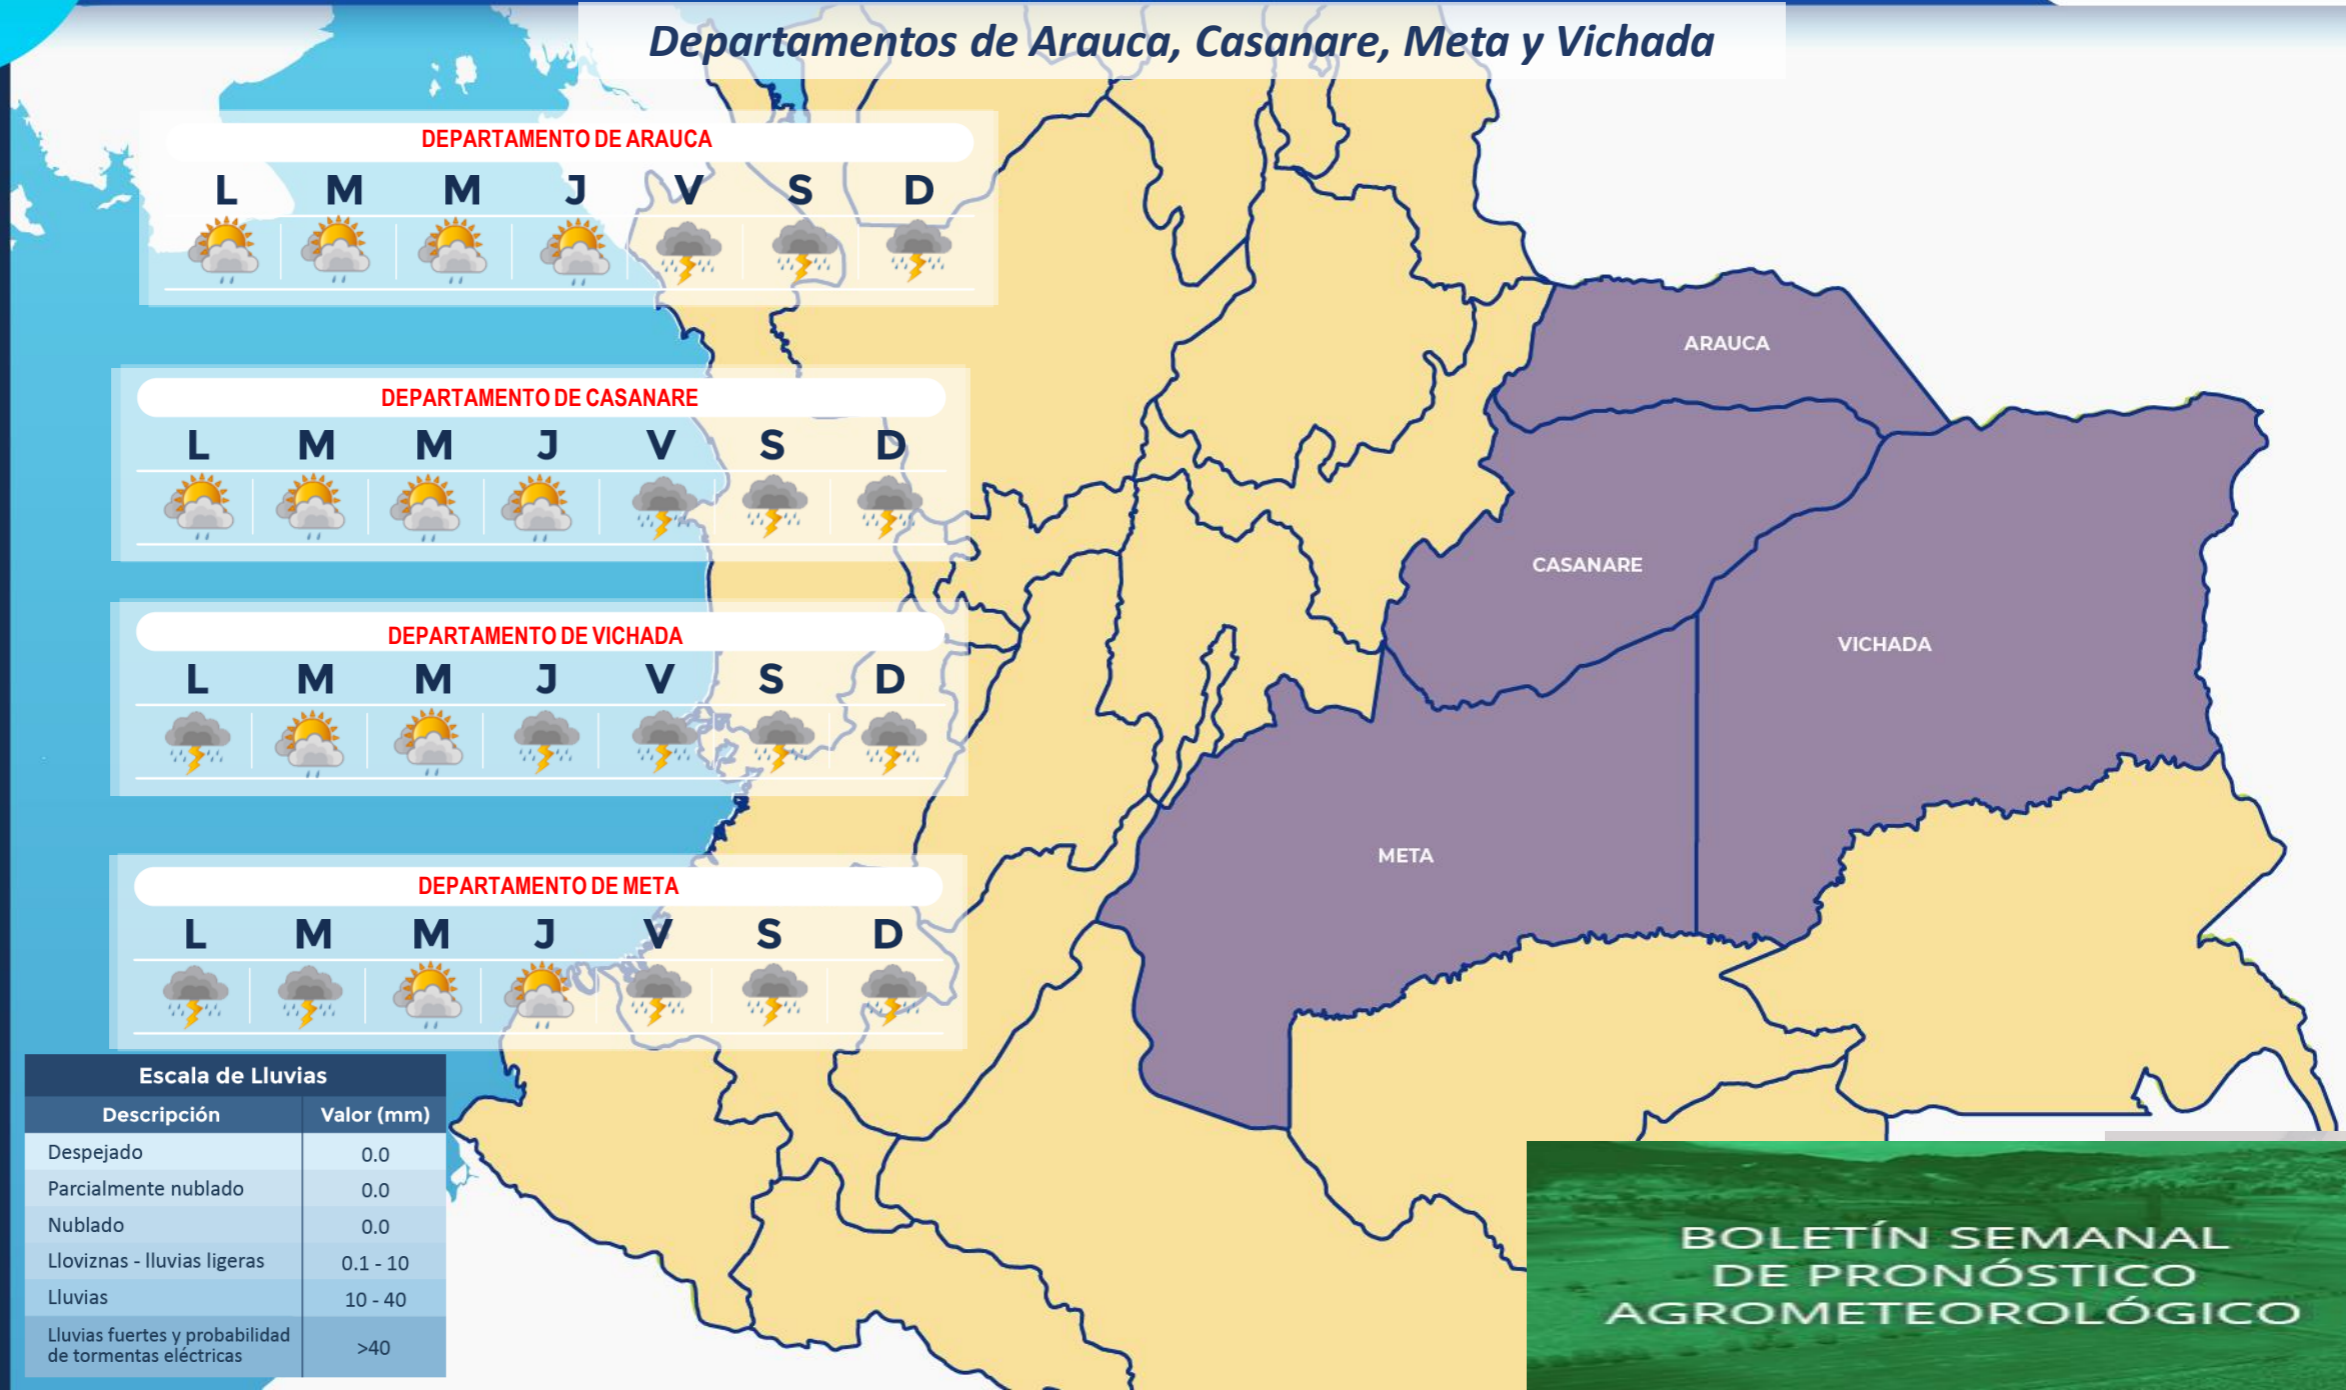 Departamentos de Arauca, Casanare, Meta y Vichada
DEPARTAMENTO DE ARAUCA
L M M J V S D
DEPARTAMENTO DE CASANARE
L M M J V S D
DEPARTAMENTO DE VICHADA
L M M J V S D
DEPARTAMENTO DE META
L M M J V S D
ARAUCA
CASANARE
VICHADA
META
Escala de Lluvias
Descripción Valor (mm)
Despejado 0.0
Parcialmente nublado 0.0
Nublado 0.0
Lloviznas - lluvias ligeras 0.1 - 10
Lluvias 10 - 40
Lluvias fuertes y probabilidad
de tormentas eléctricas >40
BOLETÍN SEMANAL
DE PRONÓSTICO
AGROMETEOROLÓGICO